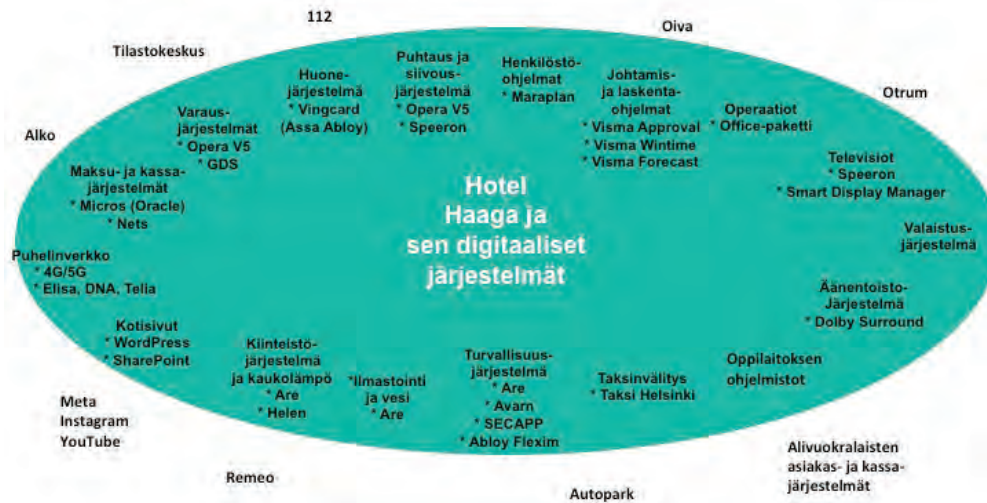 112
Oiva
Tilastokeskus
Otrum
Alko
Huone-
järjestelmä
* Vingcard
(Assa Abloy)
Puhtaus ja
siivous-
järjestelmä
* Opera V5
* Speeron
Henkilöstö-
ohjelmat
* Maraplan
Johtamis-
ja laskenta-
ohjelmat
* Visma Approval
* Visma Wintime
* Visma Forecast
Operaatiot
* Office-paketti
Varaus-
järjestelmät
* Opera V5
* GDS
Televisiot
* Speeron
* Smart Display Manager
Maksu- ja kassa-
järjestelmät
* Micros (Oracle)
* Nets
Hotel
Haaga ja
sen digitaaliset
järjestelmät
Valaistus-
järjestelmä
Puhelinverkko
* 4G/5G
* Elisa, DNA, Telia
Äänentoisto-
Järjestelmä
* Dolby Surround
Kotisivut
* WordPress
* SharePoint
Kiinteistö-
järjestelmä
ja kaukolämpö
* Are
* Helen
*Ilmastointi
ja vesi
* Are
Turvallisuus-
järjestelmä
* Are
* Avarn
* SECAPP
* Abloy Flexim
Taksinvälitys
* Taksi Helsinki
Oppilaitoksen
ohjelmistot
Meta
Instagram
YouTube
Remeo
Autopark
Alivuokralaisten
asiakas- ja kassa-
järjestelmät